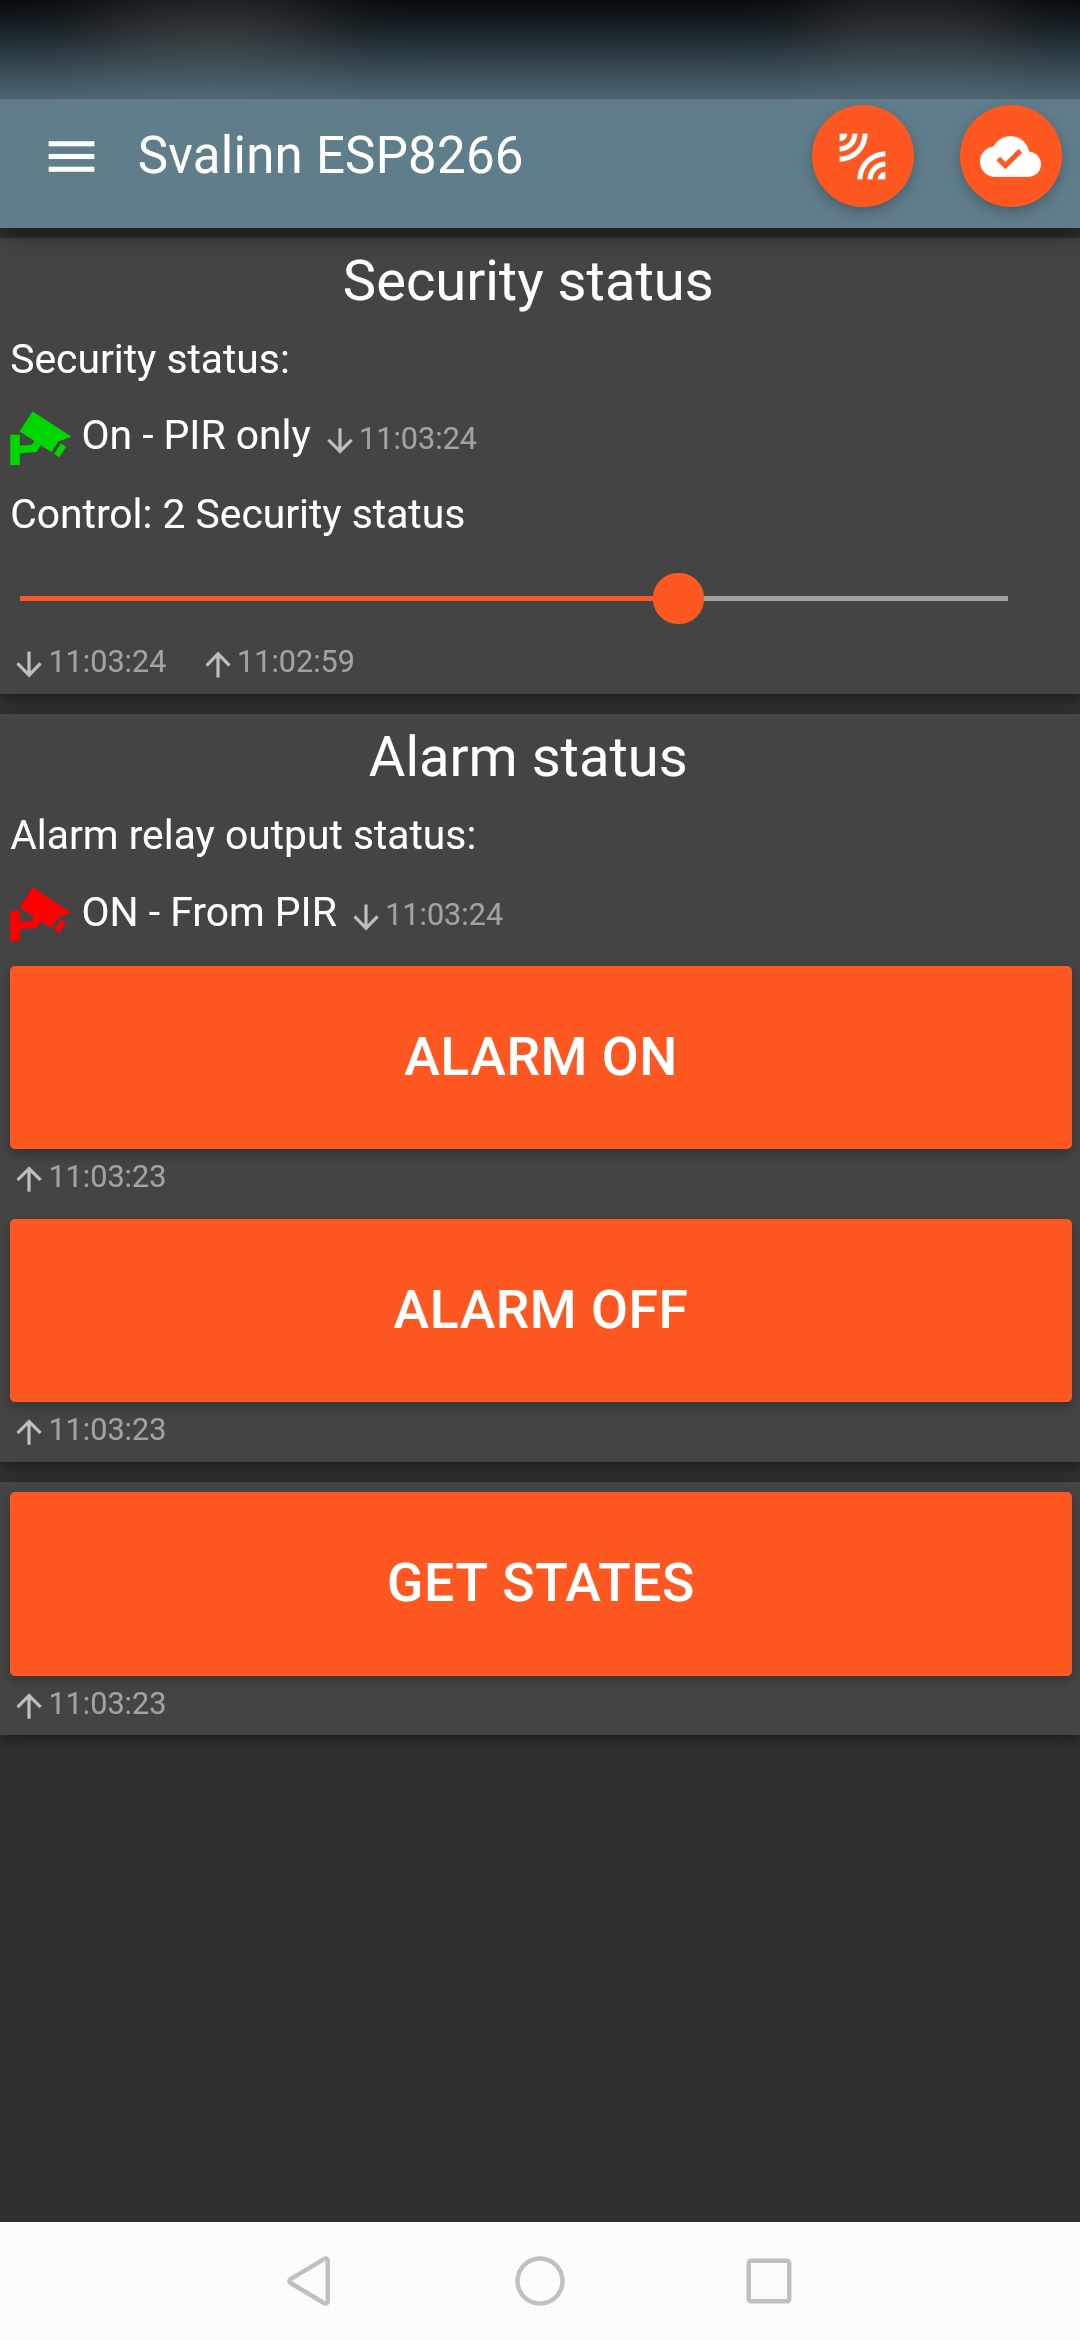 Svalinn ESP8266
Security status
Security status:
On - PIR only ↓ 11:03:24
Control: 2 Security status
↓ 11:03:24 ↑ 11:02:59
Alarm status
Alarm relay output status:
ON - From PIR ↓ 11:03:24
ALARM ON
↑ 11:03:23
ALARM OFF
↑ 11:03:23
GET STATES
↑ 11:03:23